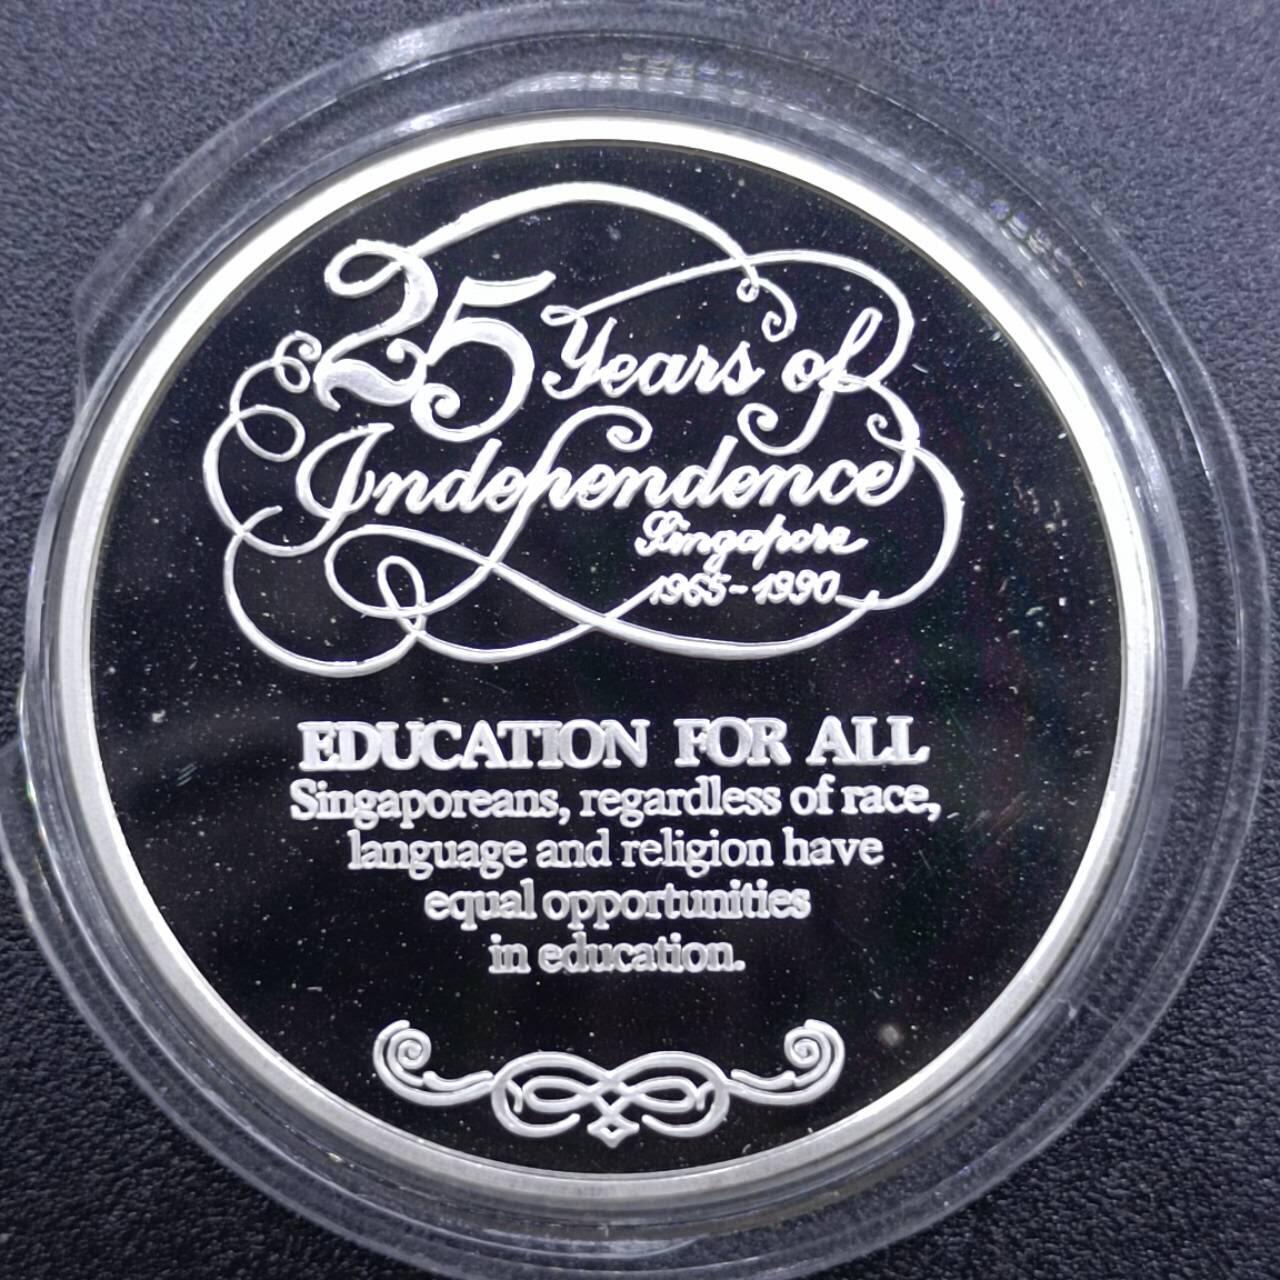 25 Years of
Independence
Singapore
1965-1990
EDUCATION FOR ALL
Singaporeans, regardless of race,
language and religion have
equal opportunities
in education.